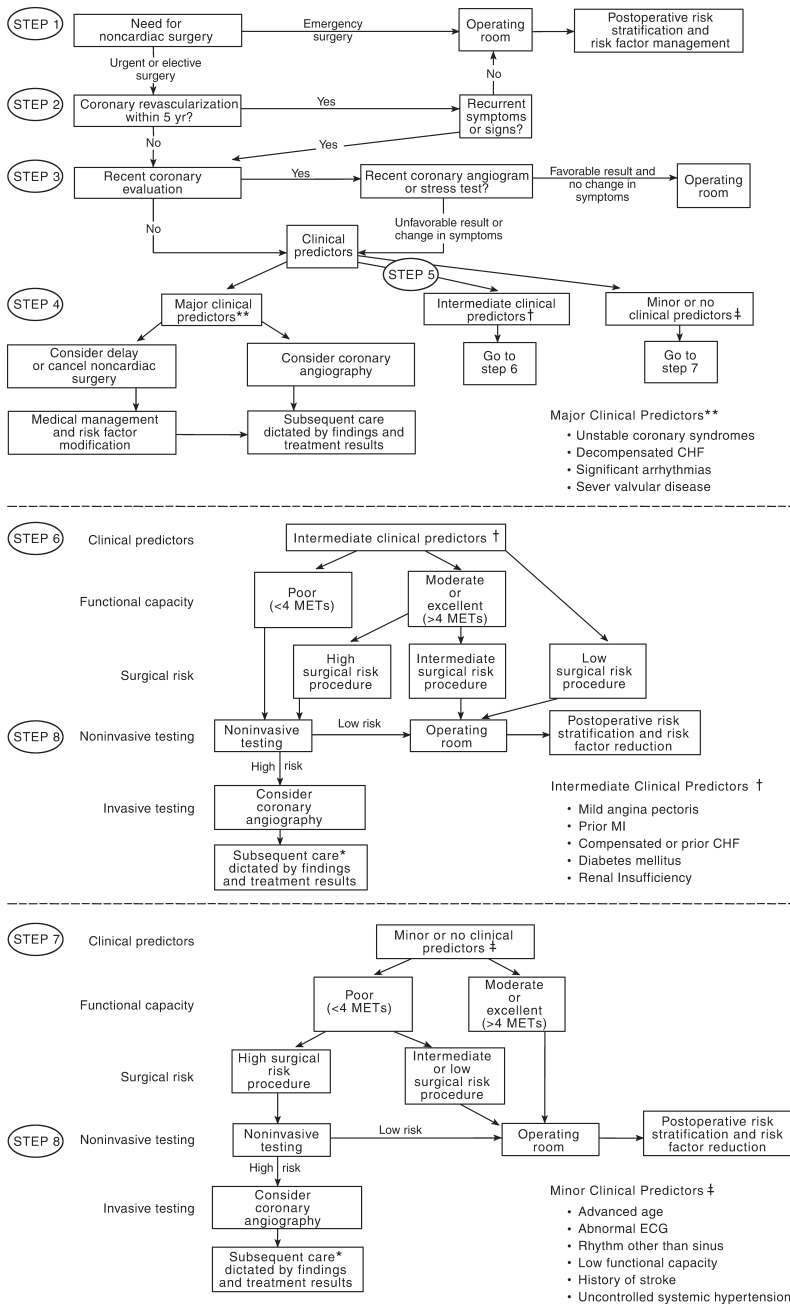 STEP 1
Need for
noncardiac surgery
Emergency
surgery
Operating
room
Postoperative risk
stratification and
risk factor management
Urgent or elective
surgery
No
STEP 2
Coronary revascularization
within 5 yr?
Yes
Recurrent
symptoms
or signs?
No
Yes
STEP 3
Recent coronary
evaluation
Yes
Recent coronary angiogram
or stress test?
Favorable result and
no change in
symptoms
Operating
room
No
Unfavorable result or
change in symptoms
Clinical
predictors
STEP 5
STEP 4
Major clinical
predictors**
Intermediate clinical
predictors†
Minor or no
clinical predictors‡
Consider delay
or cancel noncardiac
surgery
Consider coronary
angiography
Go to
step 6
Go to
step 7
Medical management
and risk factor
modification
Subsequent care
dictated by findings and
treatment results
Major Clinical Predictors**
• Unstable coronary syndromes
• Decompensated CHF
• Significant arrhythmias
• Sever valvular disease
STEP 6
Clinical predictors
Intermediate clinical predictors †
Functional capacity
Poor
(<4 METs)
Moderate
or
excellent
(>4 METs)
Surgical risk
High
surgical risk
procedure
Intermediate
surgical risk
procedure
Low
surgical risk
procedure
STEP 8
Noninvasive testing
Noninvasive
testing
Low risk
Operating
room
Postoperative risk
stratification and risk
factor reduction
High risk
Invasive testing
Consider
coronary
angiography
Subsequent care*
dictated by findings
and treatment results
Intermediate Clinical Predictors †
• Mild angina pectoris
• Prior MI
• Compensated or prior CHF
• Diabetes mellitus
• Renal Insufficiency
STEP 7
Clinical predictors
Minor or no clinical
predictors ‡
Functional capacity
Poor
(<4 METs)
Moderate
or
excellent
(>4 METs)
Surgical risk
High surgical
risk
procedure
Intermediate
or low
surgical risk
procedure
STEP 8
Noninvasive testing
Noninvasive
testing
Low risk
Operating
room
Postoperative risk
stratification and risk
factor reduction
High risk
Invasive testing
Consider
coronary
angiography
Subsequent care*
dictated by findings
and treatment results
Minor Clinical Predictors ‡
• Advanced age
• Abnormal ECG
• Rhythm other than sinus
• Low functional capacity
• History of stroke
• Uncontrolled systemic hypertension